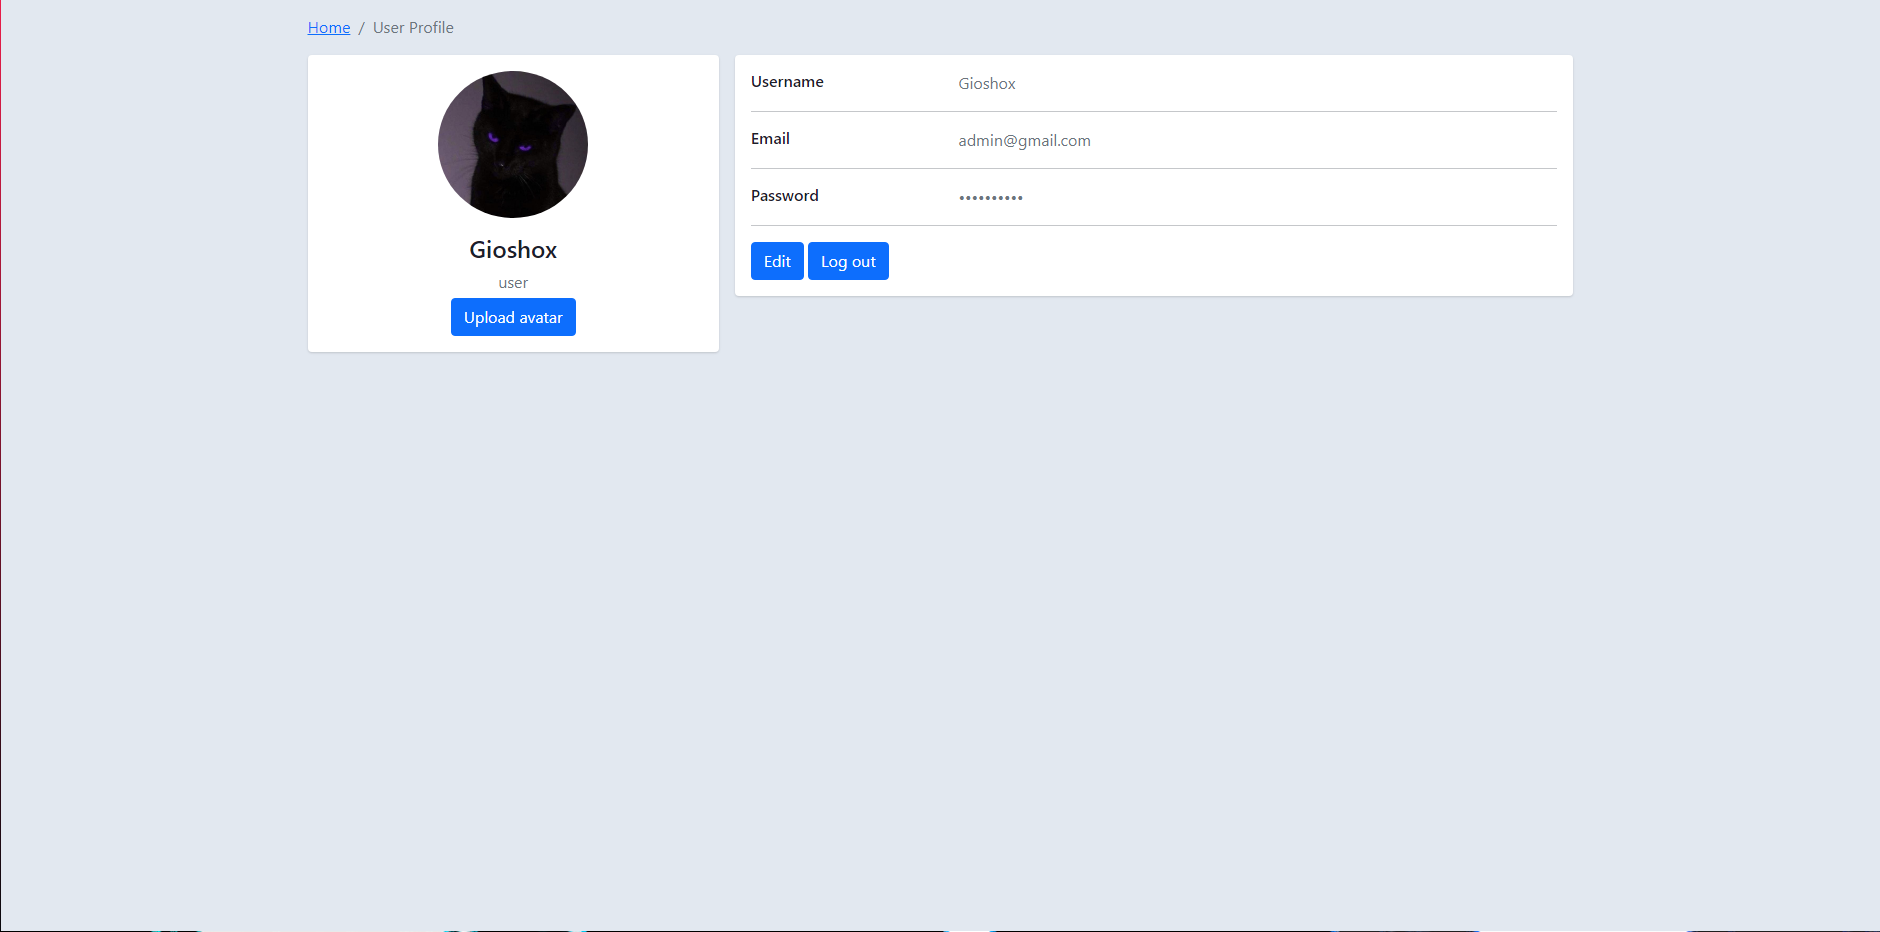 Home / User Profile
Gioshox
user
Upload avatar
Username Gioshox
Email admin@gmail.com
Password ••••••••••
Edit Log out